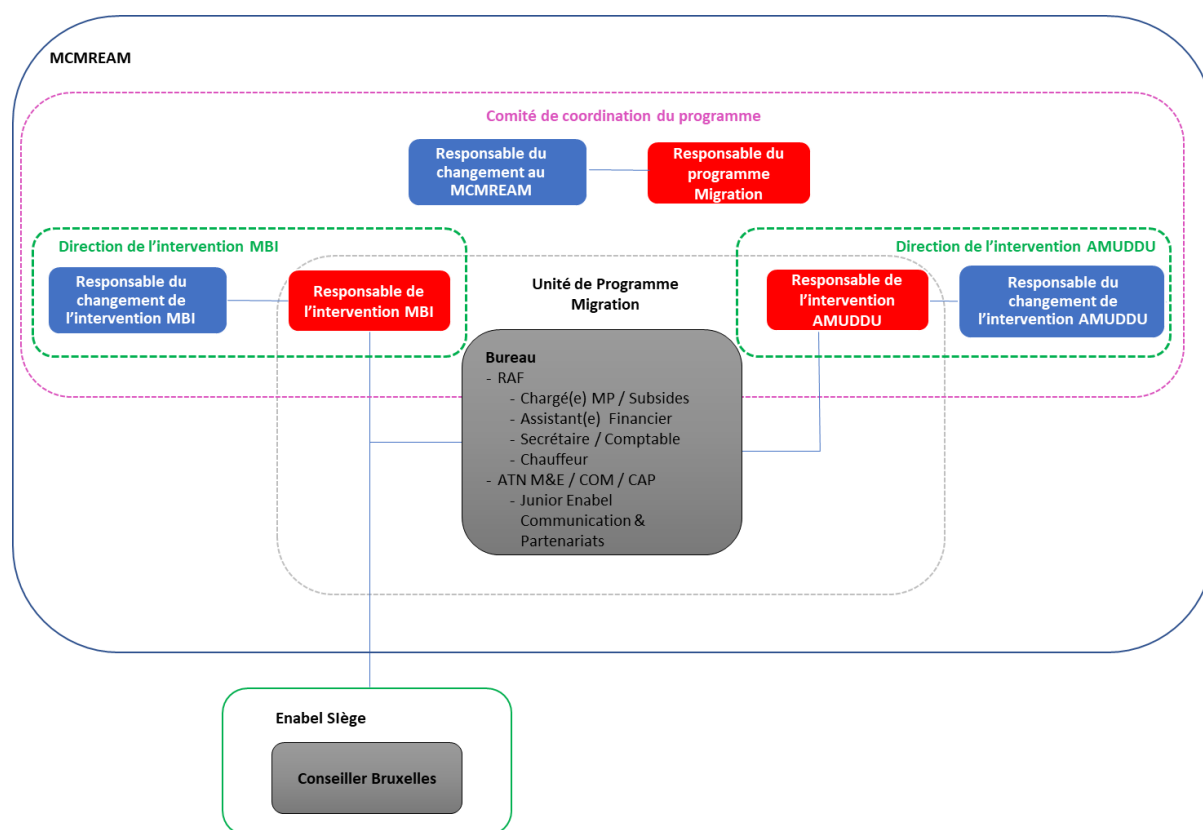 MCMREAM
Comité de coordination du programme
Responsable du
changement au
MCMREAM
Responsable du
programme
Migration
Direction de l'intervention MBI
Direction de l'intervention AMUDDU
Responsable du
changement de
l'intervention MBI
Responsable de
l'intervention MBI
Unité de Programme
Migration
Responsable de
l'intervention
AMUDDU
Responsable du
changement de
l'intervention AMUDDU
Bureau
- RAF
- Chargé(e) MP / Subsides
- Assistant(e) Financier
- Secrétaire / Comptable
- Chauffeur
- ATN M&E / COM / CAP
- Junior Enabel
Communication &
Partenariats
Enabel SIège
Conseiller Bruxelles